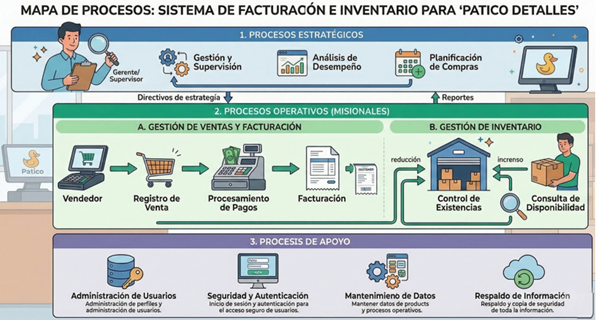 MAPA DE PROCESOS: SISTEMA DE FACTURACIÓN E INVENTARIO PARA 'PATICO DETALLES'
1. PROCESOS ESTRATÉGICOS
Gerente/
Supervisor
Gestión y
Supervisión
Análisis de
Desempeño
Planificación
de Compras
Directivos de estrategia
Reportes
2. PROCESOS OPERATIVOS (MISIONALES)
A. GESTIÓN DE VENTAS Y FACTURACIÓN
B. GESTIÓN DE INVENTARIO
Patico
Vendedor
Registro de
Venta
Procesamiento
de Pagos
Facturación
reducción
increnso
Control de
Existencias
Consulta de
Disponibilidad
3. PROCESIS DE APOYO
Administración de Usuarios
Administración de perfiles y
administración de usuarios.
Seguridad y Autenticación
Inicio de sesión y autenticación para
el acceso seguro de usuarios.
Mantenimieno de Datos
Mantener datos de products
y procesos operativos.
Respaldo de Información
Respaldo y copia de seguridad
de toda la información.